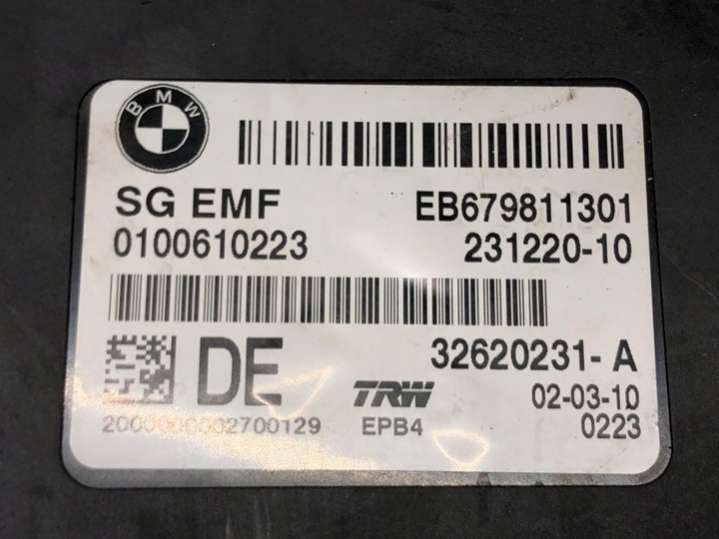 BMW
SG EMF EB679811301
0100610223 231220-10
DE 32620231- A
TRW 02-03-10
EPB4 0223